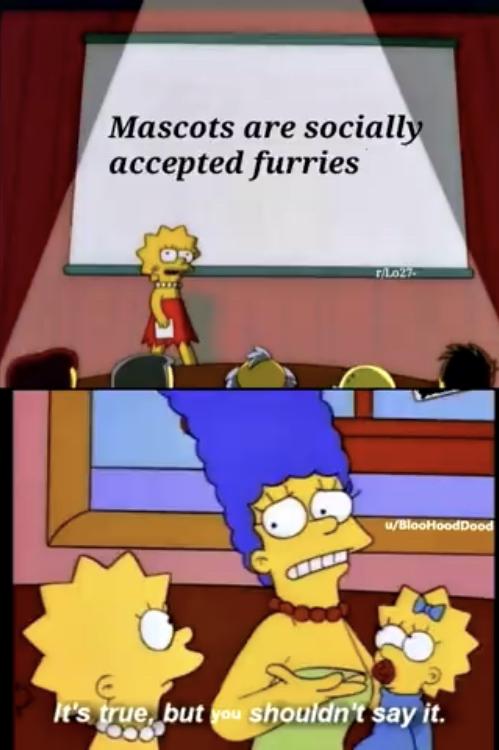 Mascots are socially
accepted furries
r/Lo27-
u/BlooHoodDood
It's true, but you shouldn't say it.